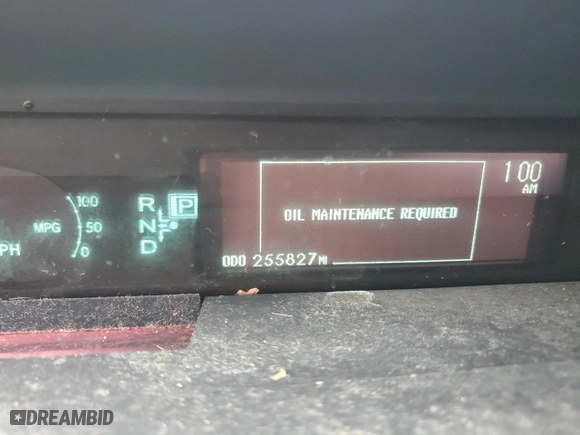 100
MPG 50
PH 0
R P
N
D
OIL MAINTENANCE REQUIRED
1:00
AM
ODO 255827 MI
DREAMBID